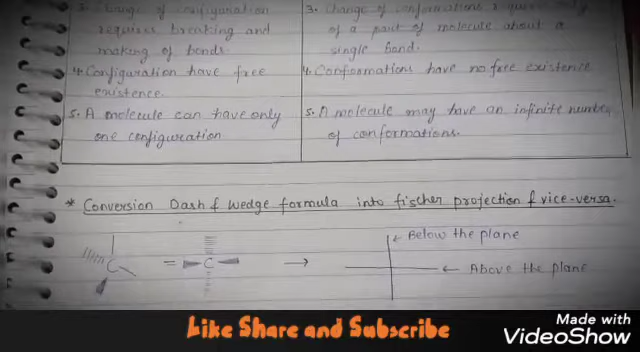 3. Change of configuration
requires breaking and
making of bonds.
4. Configuration have free
existence.
5. A molecule can have only
one configuration
3. Change of conformations requires only
of a part of molecule about a
single bond.
4. Conformations have no free existence
5. A molecule may have an infinite number
of conformations.
* Conversion Dash & Wedge formula into fischer projection & vice-versa.
C = C → ← Below the plane
← Above the plane
Like Share and Subscribe
Made with
VideoShow